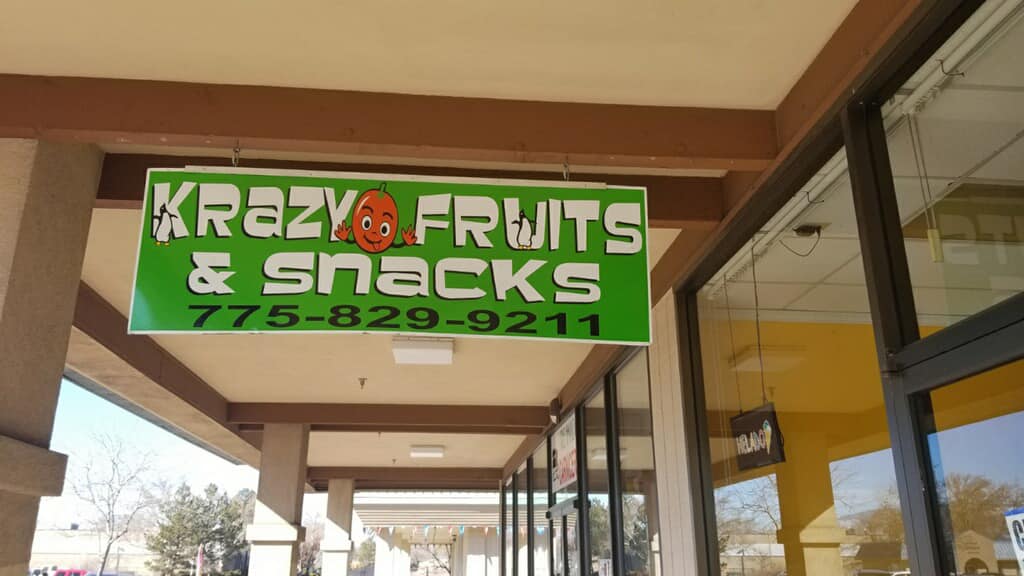 KRAZY FRUITS
& SNACKS
775-829-9211